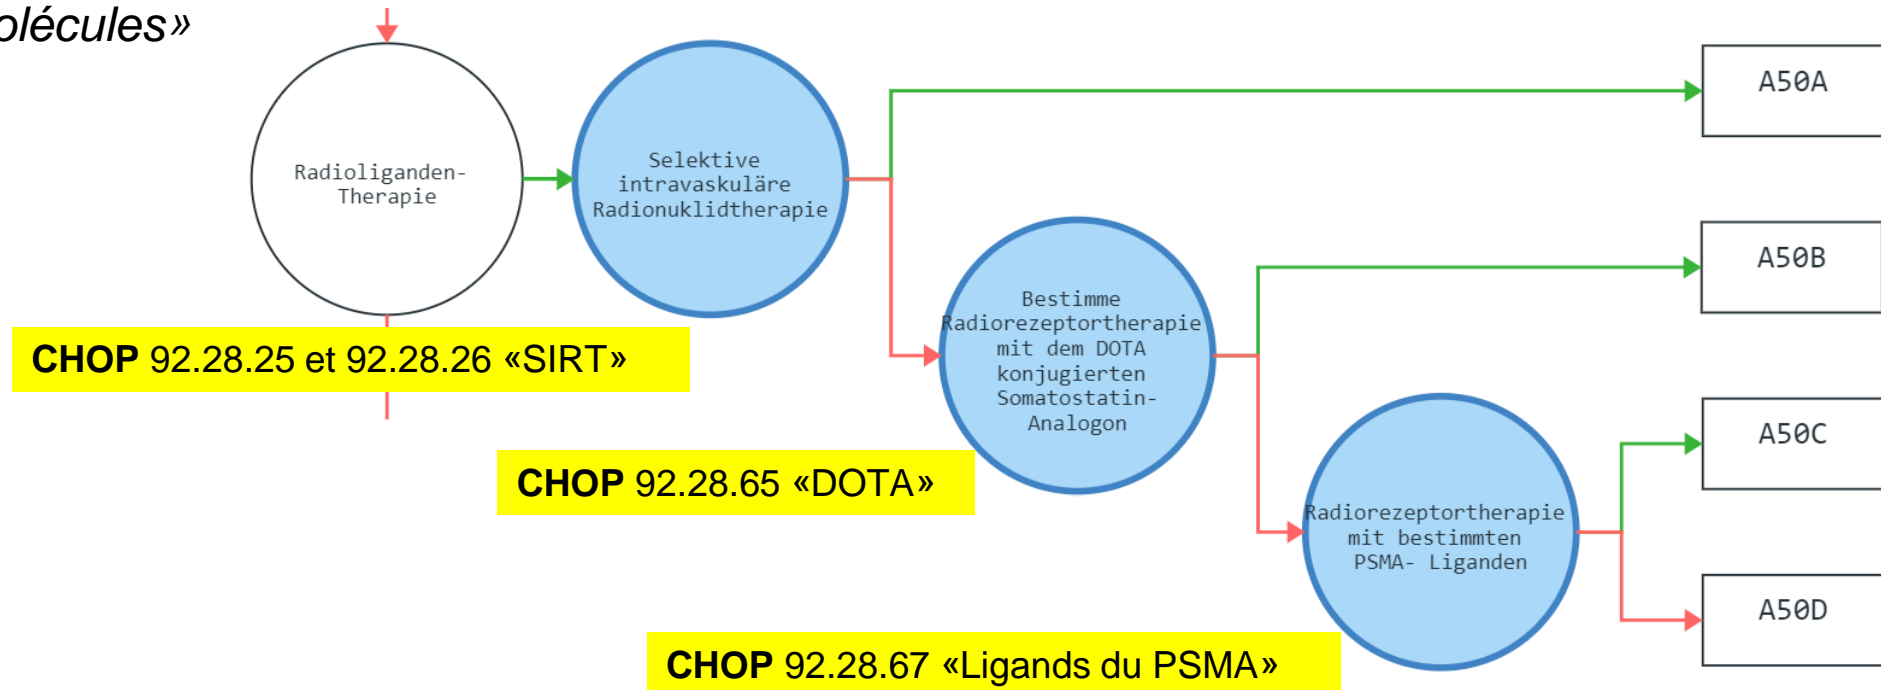 olécules»
Radioliganden-
Therapie
Selektive
intravaskuläre
Radionuklidtherapie
A50A
A50B
Bestimme
Radiorezeptortherapie
mit dem DOTA
konjugierten
Somatostatin-
Analogon
CHOP 92.28.25 et 92.28.26 «SIRT»
A50C
CHOP 92.28.65 «DOTA»
Radiorezeptortherapie
mit bestimmten
PSMA- Liganden
A50D
CHOP 92.28.67 «Ligands du PSMA»